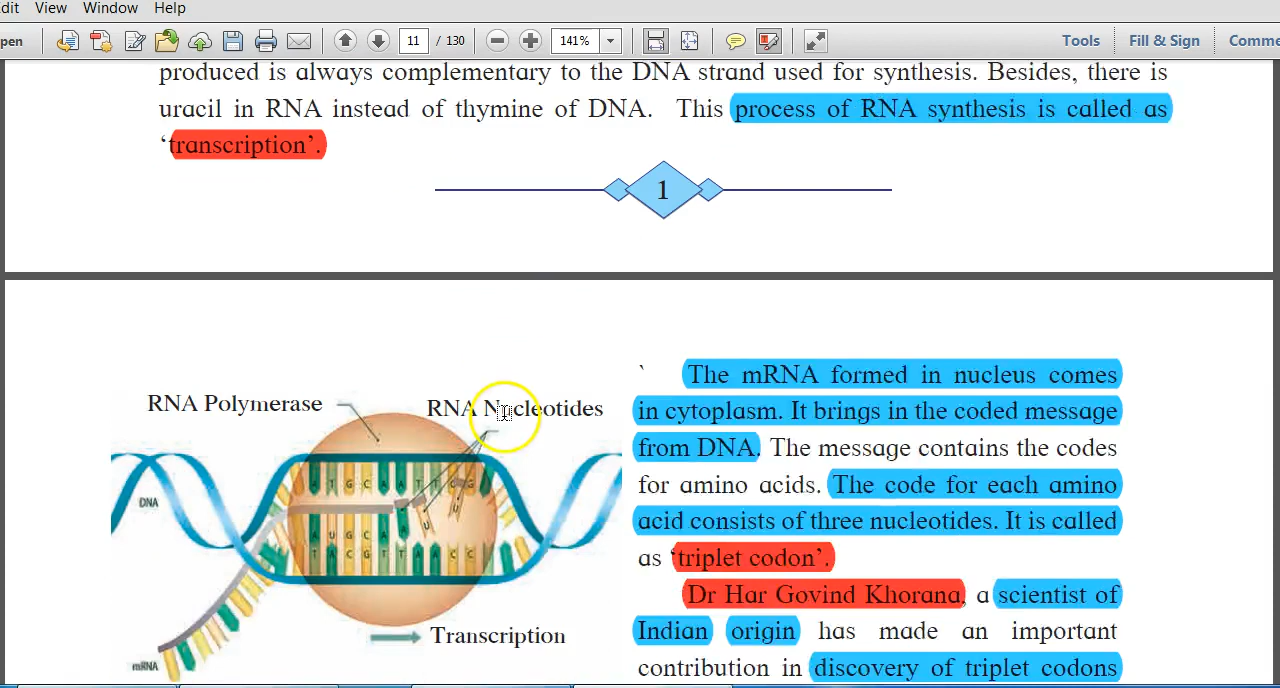 dit View Window Help
pen 11 / 130 141% Tools Fill & Sign Comme
produced is always complementary to the DNA strand used for synthesis. Besides, there is
uracil in RNA instead of thymine of DNA. This process of RNA synthesis is called as
‘transcription’.
1
RNA Polymerase
RNA Nucleotides
DNA
A T G C A A T T C G
A U G C A
A
U
U
T A C G T T A A C C
Transcription
mRNA
` The mRNA formed in nucleus comes
in cytoplasm. It brings in the coded message
from DNA. The message contains the codes
for amino acids. The code for each amino
acid consists of three nucleotides. It is called
as ‘triplet codon’.
Dr Har Govind Khorana, a scientist of
Indian origin has made an important
contribution in discovery of triplet codons